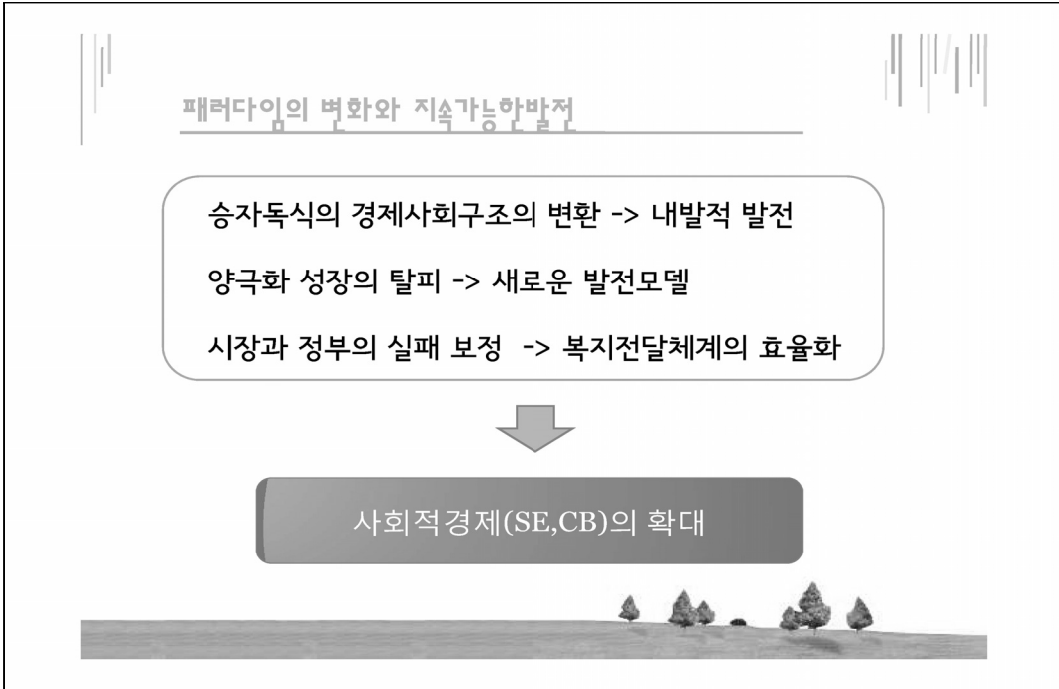 패러다임의 변화와 지속가능한발전
승자독식의 경제사회구조의 변환 -> 내발적 발전
양극화 성장의 탈피 -> 새로운 발전모델
시장과 정부의 실패 보정 -> 복지전달체계의 효율화
사회적경제(SE,CB)의 확대